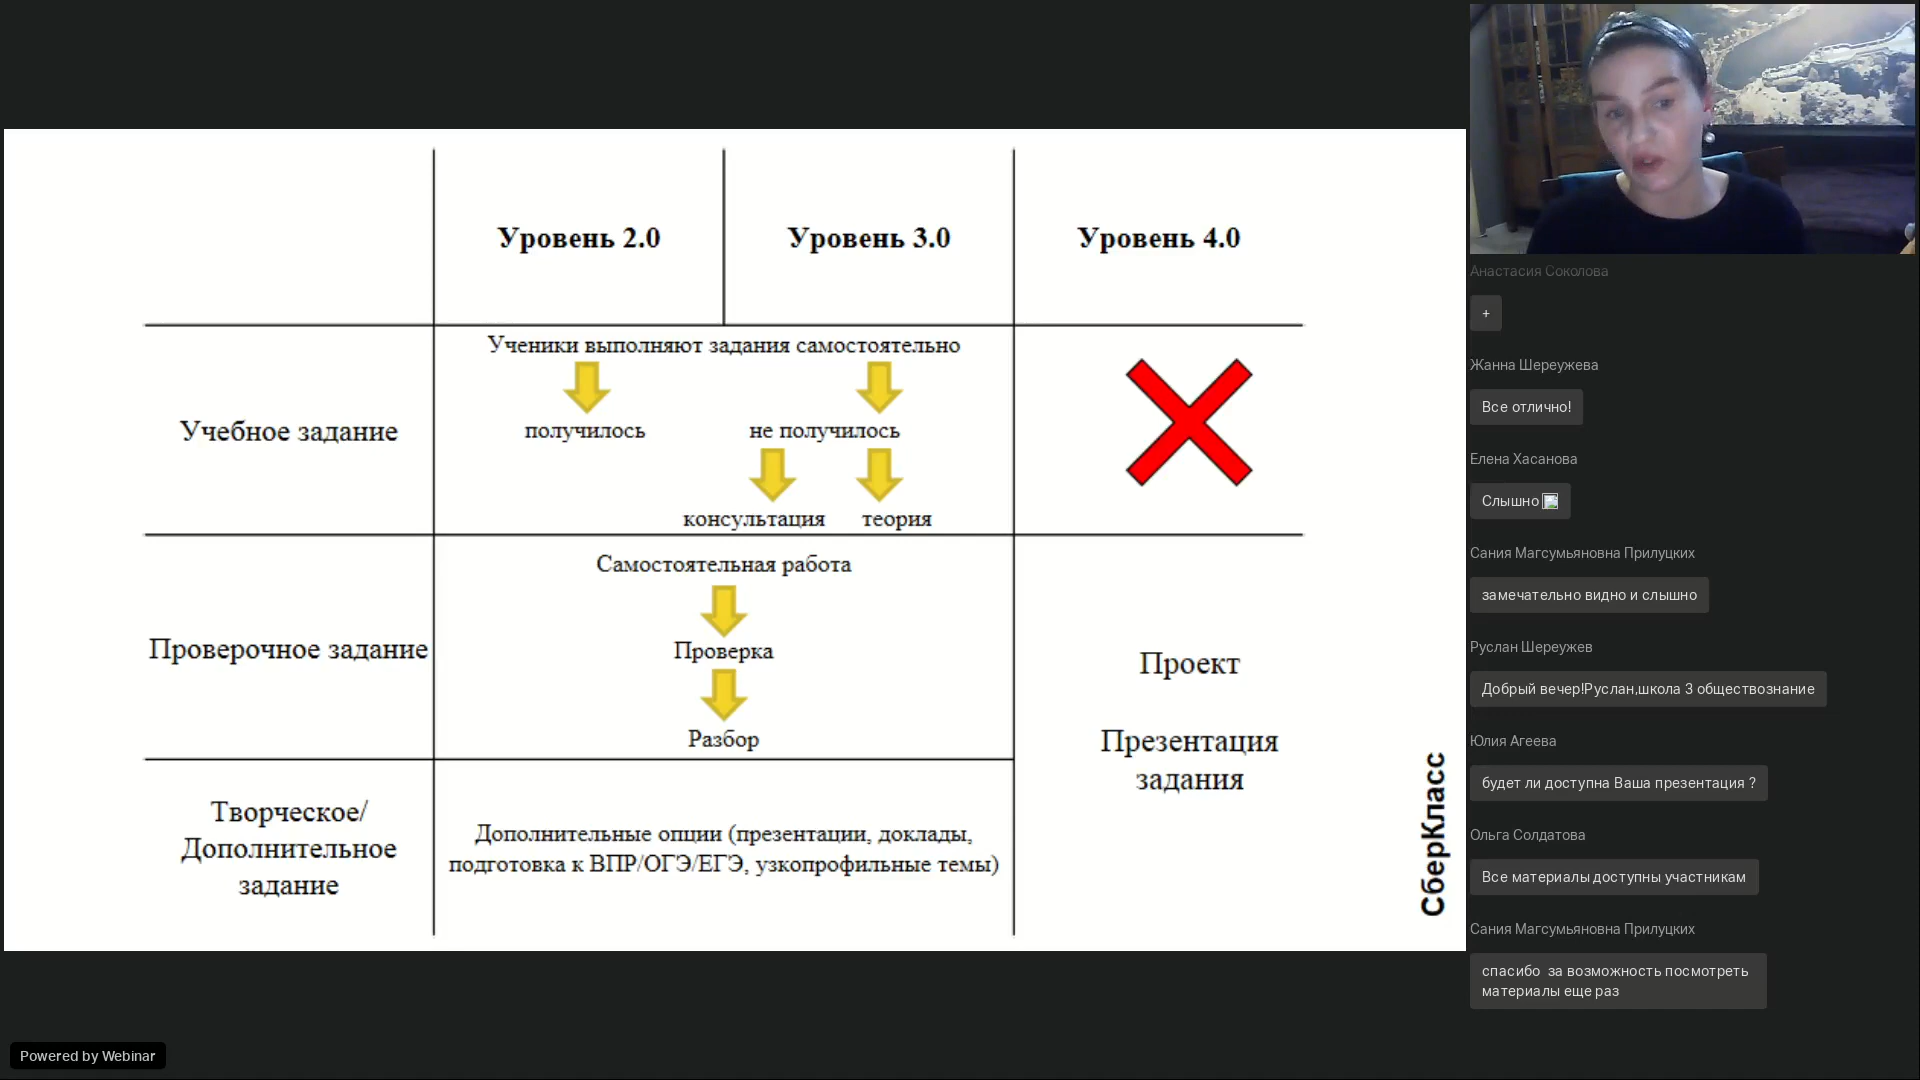 Уровень 2.0
Уровень 3.0
Уровень 4.0
Учебное задание
Ученики выполняют задания самостоятельно
получилось
не получилось
консультация
теория
Проверочное задание
Самостоятельная работа
Проверка
Разбор
Проект
Презентация
задания
Творческое/
Дополнительное
задание
Дополнительные опции (презентации, доклады,
подготовка к ВПР/ОГЭ/ЕГЭ, узкопрофильные темы)
СберКласс
Анастасия Соколова
+
Жанна Шереужева
Все отлично!
Елена Хасанова
Слышно
Сания Магсумьяновна Прилуцких
замечательно видно и слышно
Руслан Шереужев
Добрый вечер!Руслан,школа 3 обществознание
Юлия Агеева
будет ли доступна Ваша презентация ?
Ольга Солдатова
Все материалы доступны участникам
Сания Магсумьяновна Прилуцких
спасибо  за возможность посмотреть
материалы еще раз
Powered by Webinar